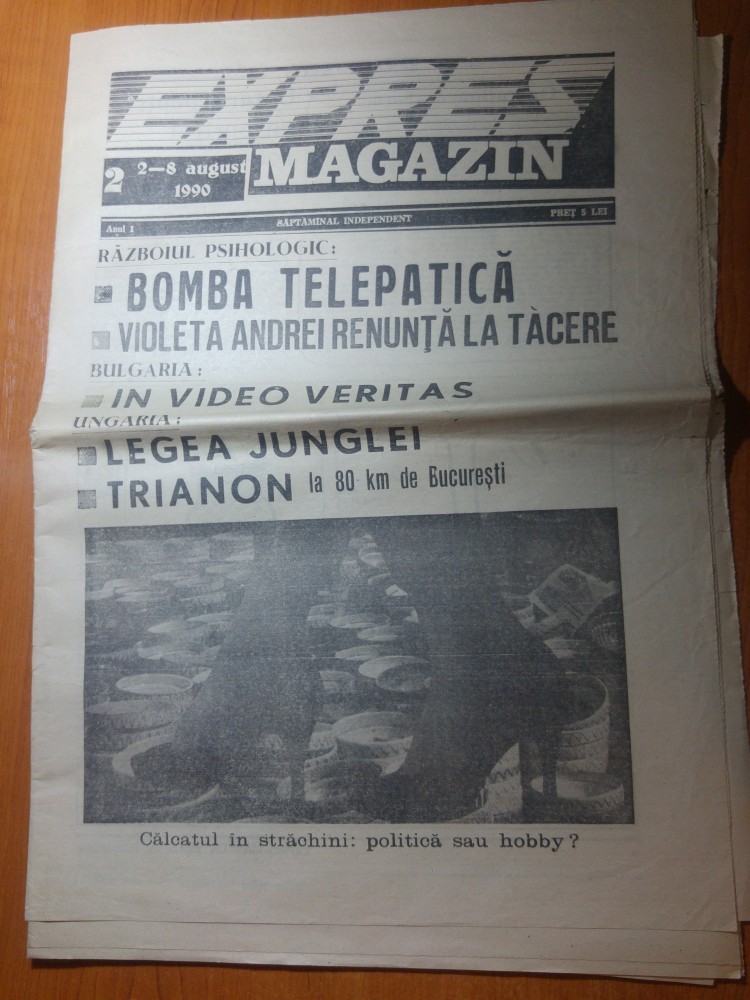 EXPRES
MAGAZIN
2 2—8 august
1990
Anul I SĂPTĂMÎNAL INDEPENDENT PREȚ 5 LEI
RĂZBOIUL PSIHOLOGIC:
BOMBA TELEPATICĂ
VIOLETA ANDREI RENUNȚĂ LA TĂCERE
BULGARIA:
IN VIDEO VERITAS
UNGARIA:
LEGEA JUNGLEI
TRIANON la 80 km de București
Călcatul în străchini: politică sau hobby?